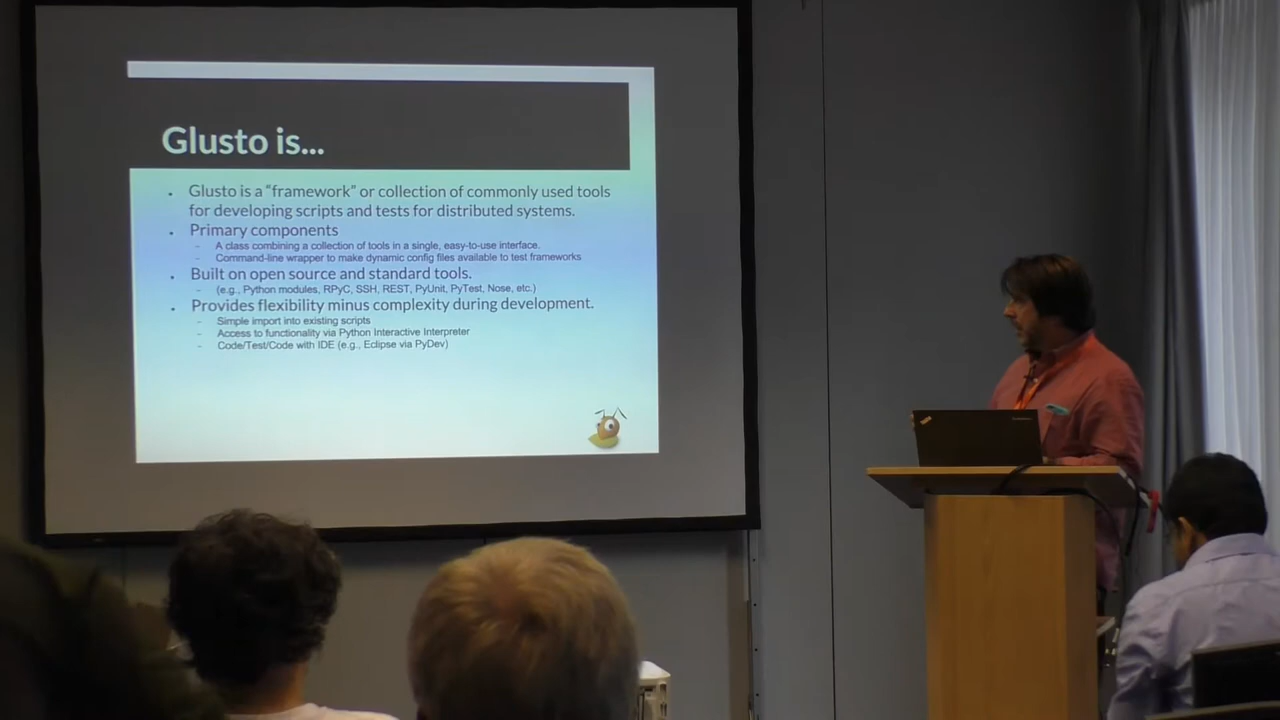 Glusto is...
. Glusto is a "framework" or collection of commonly used tools
for developing scripts and tests for distributed systems.
. Primary components
- A class combining a collection of tools in a single, easy-to-use interface.
- Command-line wrapper to make dynamic config files available to test frameworks
. Built on open source and standard tools.
- (e.g., Python modules, RPyC, SSH, REST, PyUnit, PyTest, Nose, etc.)
. Provides flexibility minus complexity during development.
- Simple import into existing scripts
- Access to functionality via Python Interactive Interpreter
- Code/Test/Code with IDE (e.g., Eclipse via PyDev)